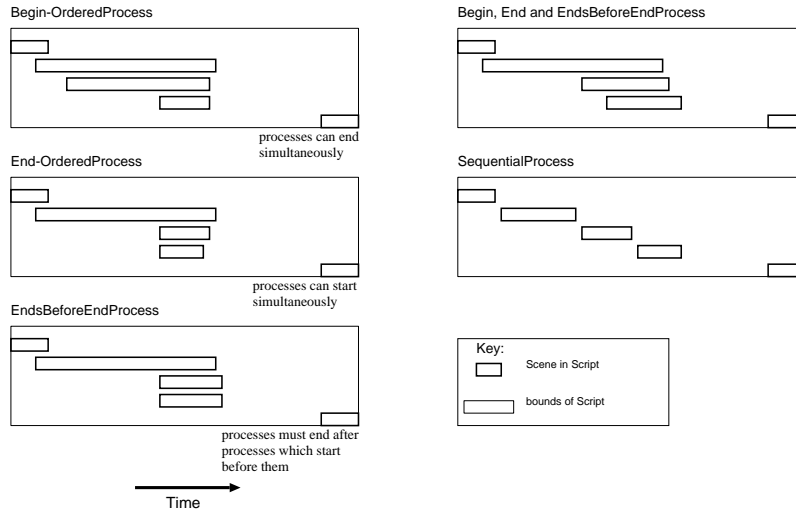 Begin-OrderedProcess
processes can end
simultaneously
End-OrderedProcess
processes can start
simultaneously
EndsBeforeEndProcess
processes must end after
processes which start
before them
Time
Begin, End and EndsBeforeEndProcess
SequentialProcess
Key:
Scene in Script
bounds of Script